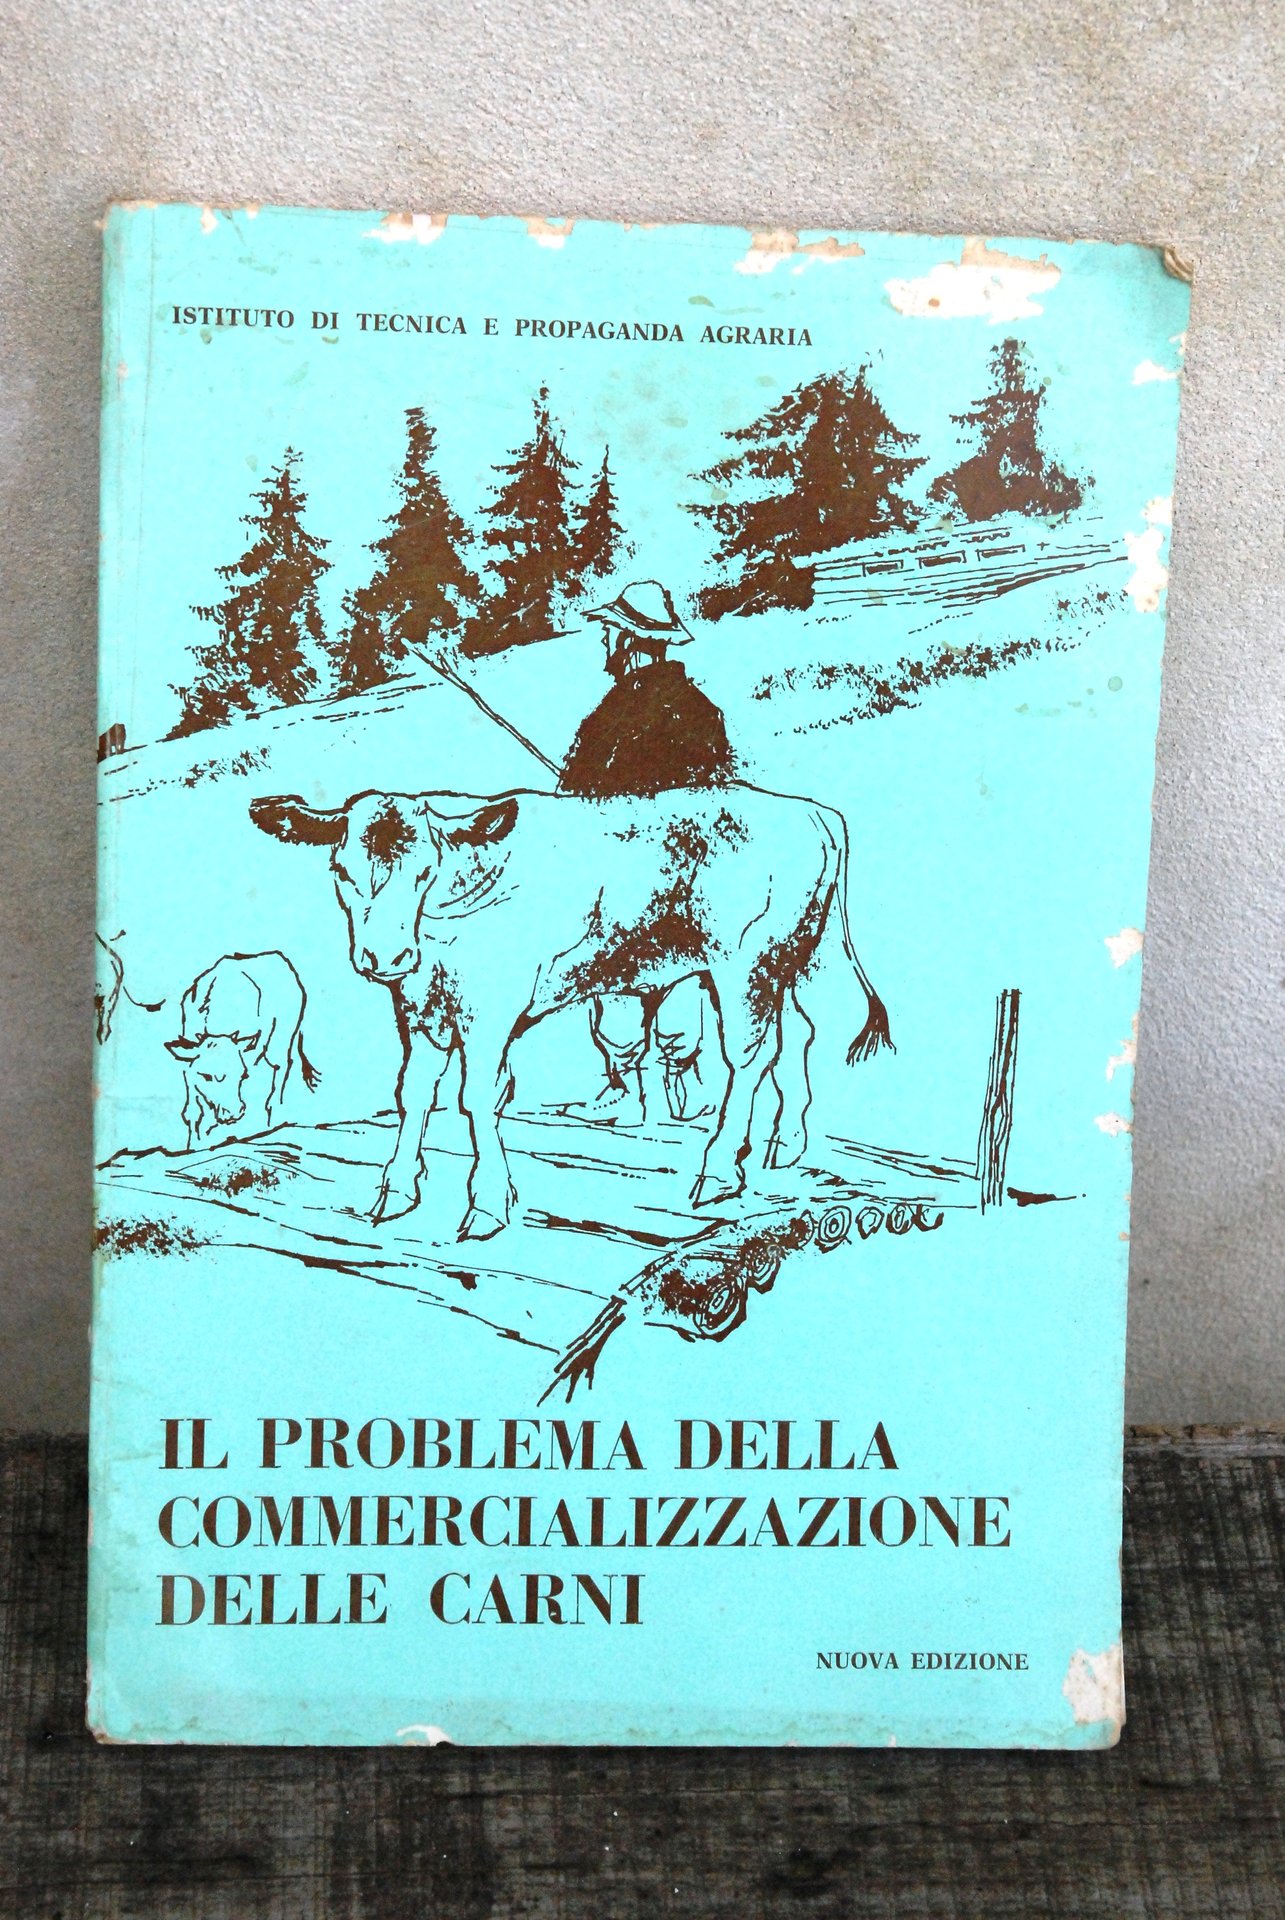 ISTITUTO DI TECNICA E PROPAGANDA AGRARIA
IL PROBLEMA DELLA
COMMERCIALIZZAZIONE
DELLE CARNI
NUOVA EDIZIONE